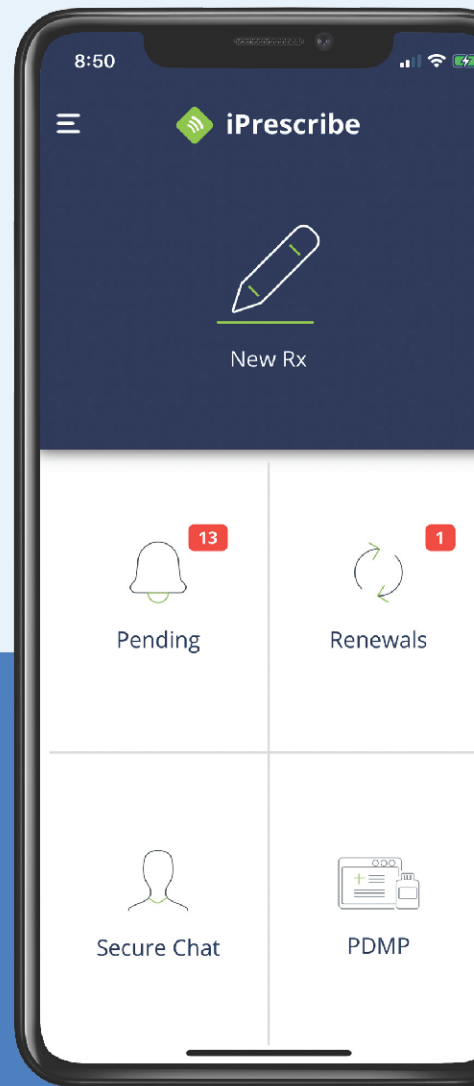 8:50
iPrescribe
New Rx
13
1
Pending
Renewals
Secure Chat
PDMP